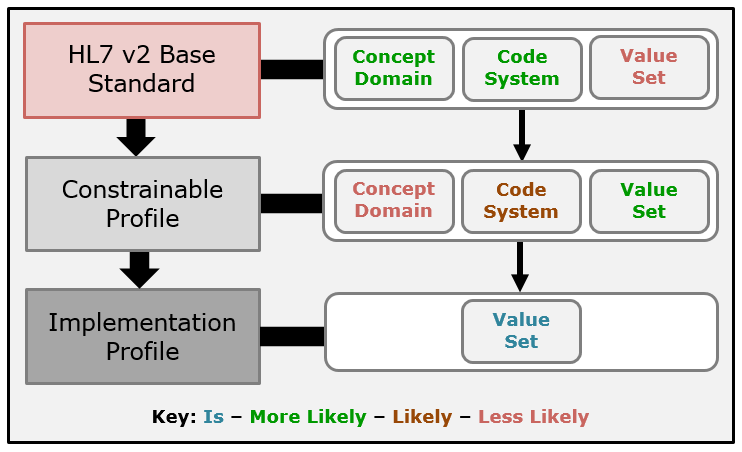 HL7 v2 Base
Standard
Concept
Domain
Code
System
Value
Set
Constrainable
Profile
Concept
Domain
Code
System
Value
Set
Implementation
Profile
Value
Set
Key: Is – More Likely – Likely – Less Likely